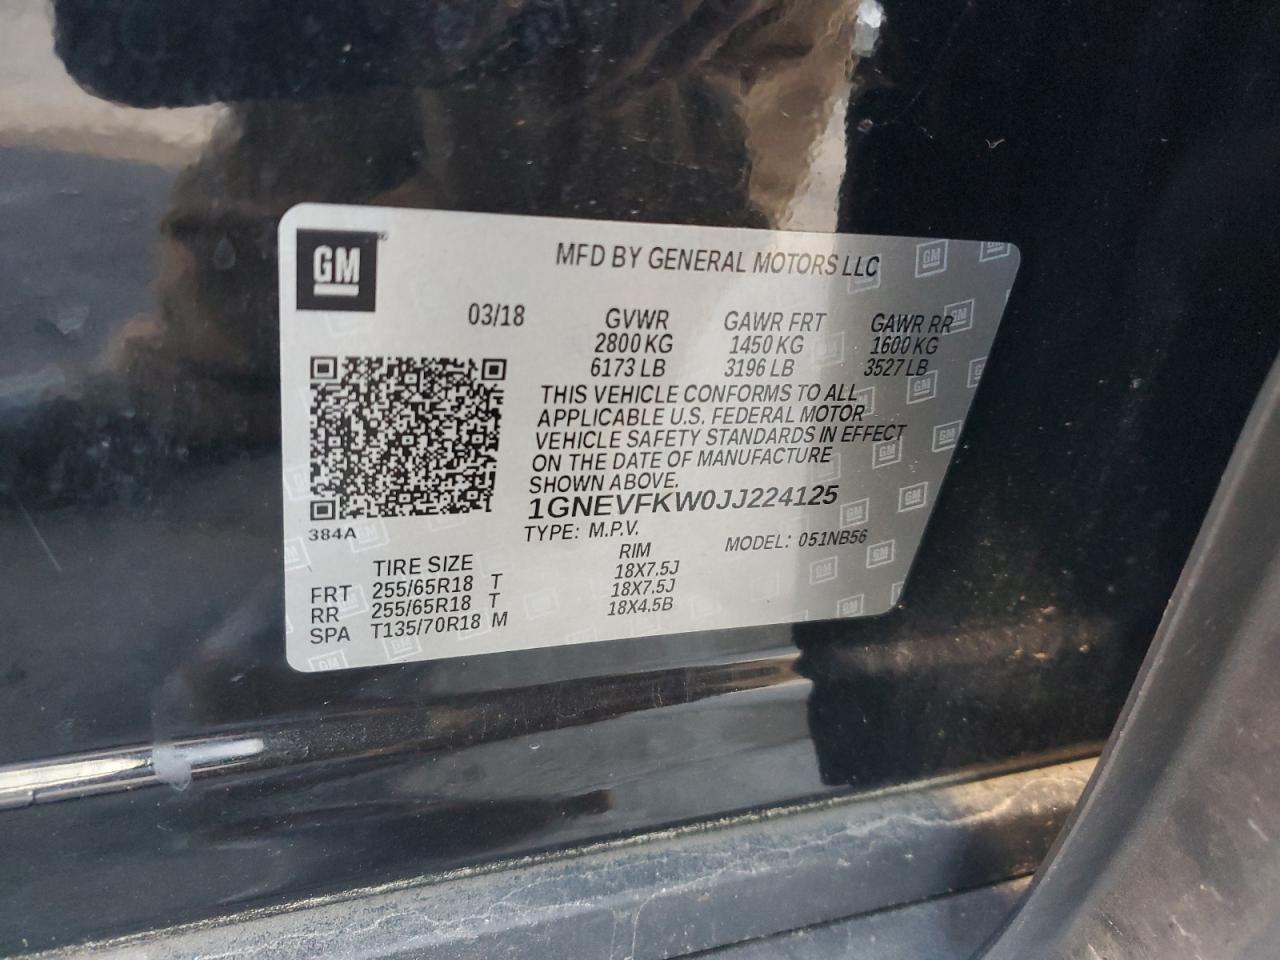 GM
MFD BY GENERAL MOTORS LLC
03/18 GVWR GAWR FRT GAWR RR
2800 KG 1450 KG 1600 KG
6173 LB 3196 LB 3527 LB
THIS VEHICLE CONFORMS TO ALL
APPLICABLE U.S. FEDERAL MOTOR
VEHICLE SAFETY STANDARDS IN EFFECT
ON THE DATE OF MANUFACTURE
SHOWN ABOVE.
1GNEVFKW0JJ224125
384A
TYPE: M.P.V. MODEL: 051NB56
TIRE SIZE RIM
FRT 255/65R18 T 18X7.5J
RR 255/65R18 T 18X7.5J
SPA T135/70R18 M 18X4.5B